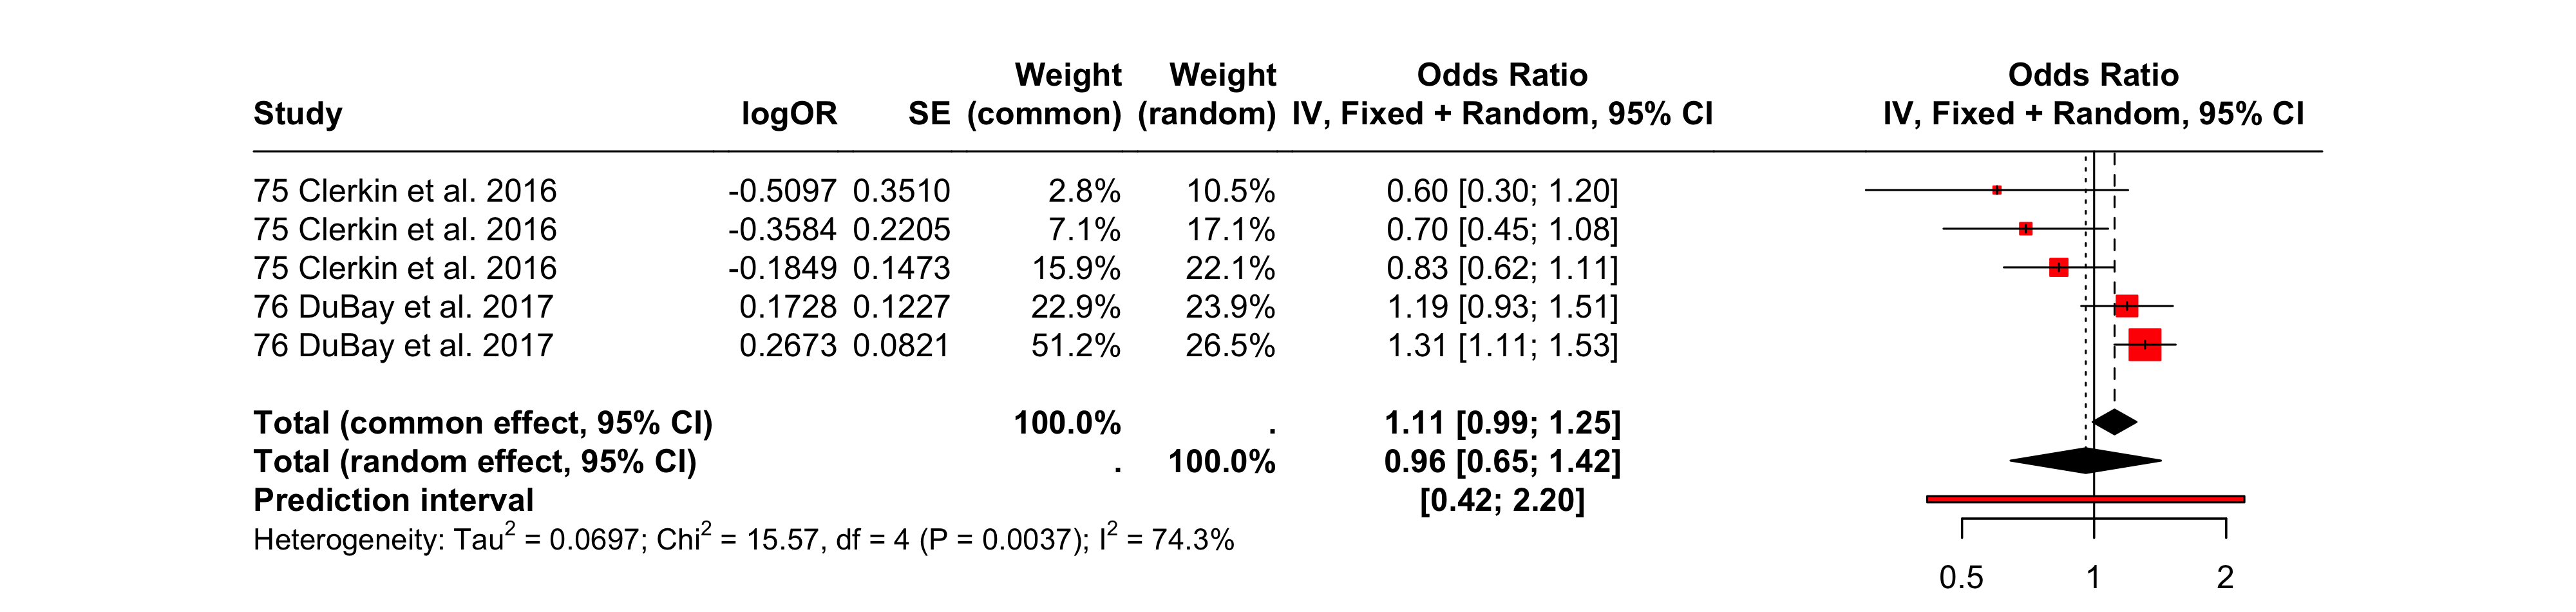 Weight Weight Odds Ratio Odds Ratio
Study logOR SE (common) (random) IV, Fixed + Random, 95% CI IV, Fixed + Random, 95% CI
75 Clerkin et al. 2016 -0.5097 0.3510 2.8% 10.5% 0.60 [0.30; 1.20]
75 Clerkin et al. 2016 -0.3584 0.2205 7.1% 17.1% 0.70 [0.45; 1.08]
75 Clerkin et al. 2016 -0.1849 0.1473 15.9% 22.1% 0.83 [0.62; 1.11]
76 DuBay et al. 2017 0.1728 0.1227 22.9% 23.9% 1.19 [0.93; 1.51]
76 DuBay et al. 2017 0.2673 0.0821 51.2% 26.5% 1.31 [1.11; 1.53]
Total (common effect, 95% CI) 100.0% . 1.11 [0.99; 1.25]
Total (random effect, 95% CI) . 100.0% 0.96 [0.65; 1.42]
Prediction interval [0.42; 2.20]
Heterogeneity: Tau² = 0.0697; Chi² = 15.57, df = 4 (P = 0.0037); I² = 74.3%
0.5 1 2